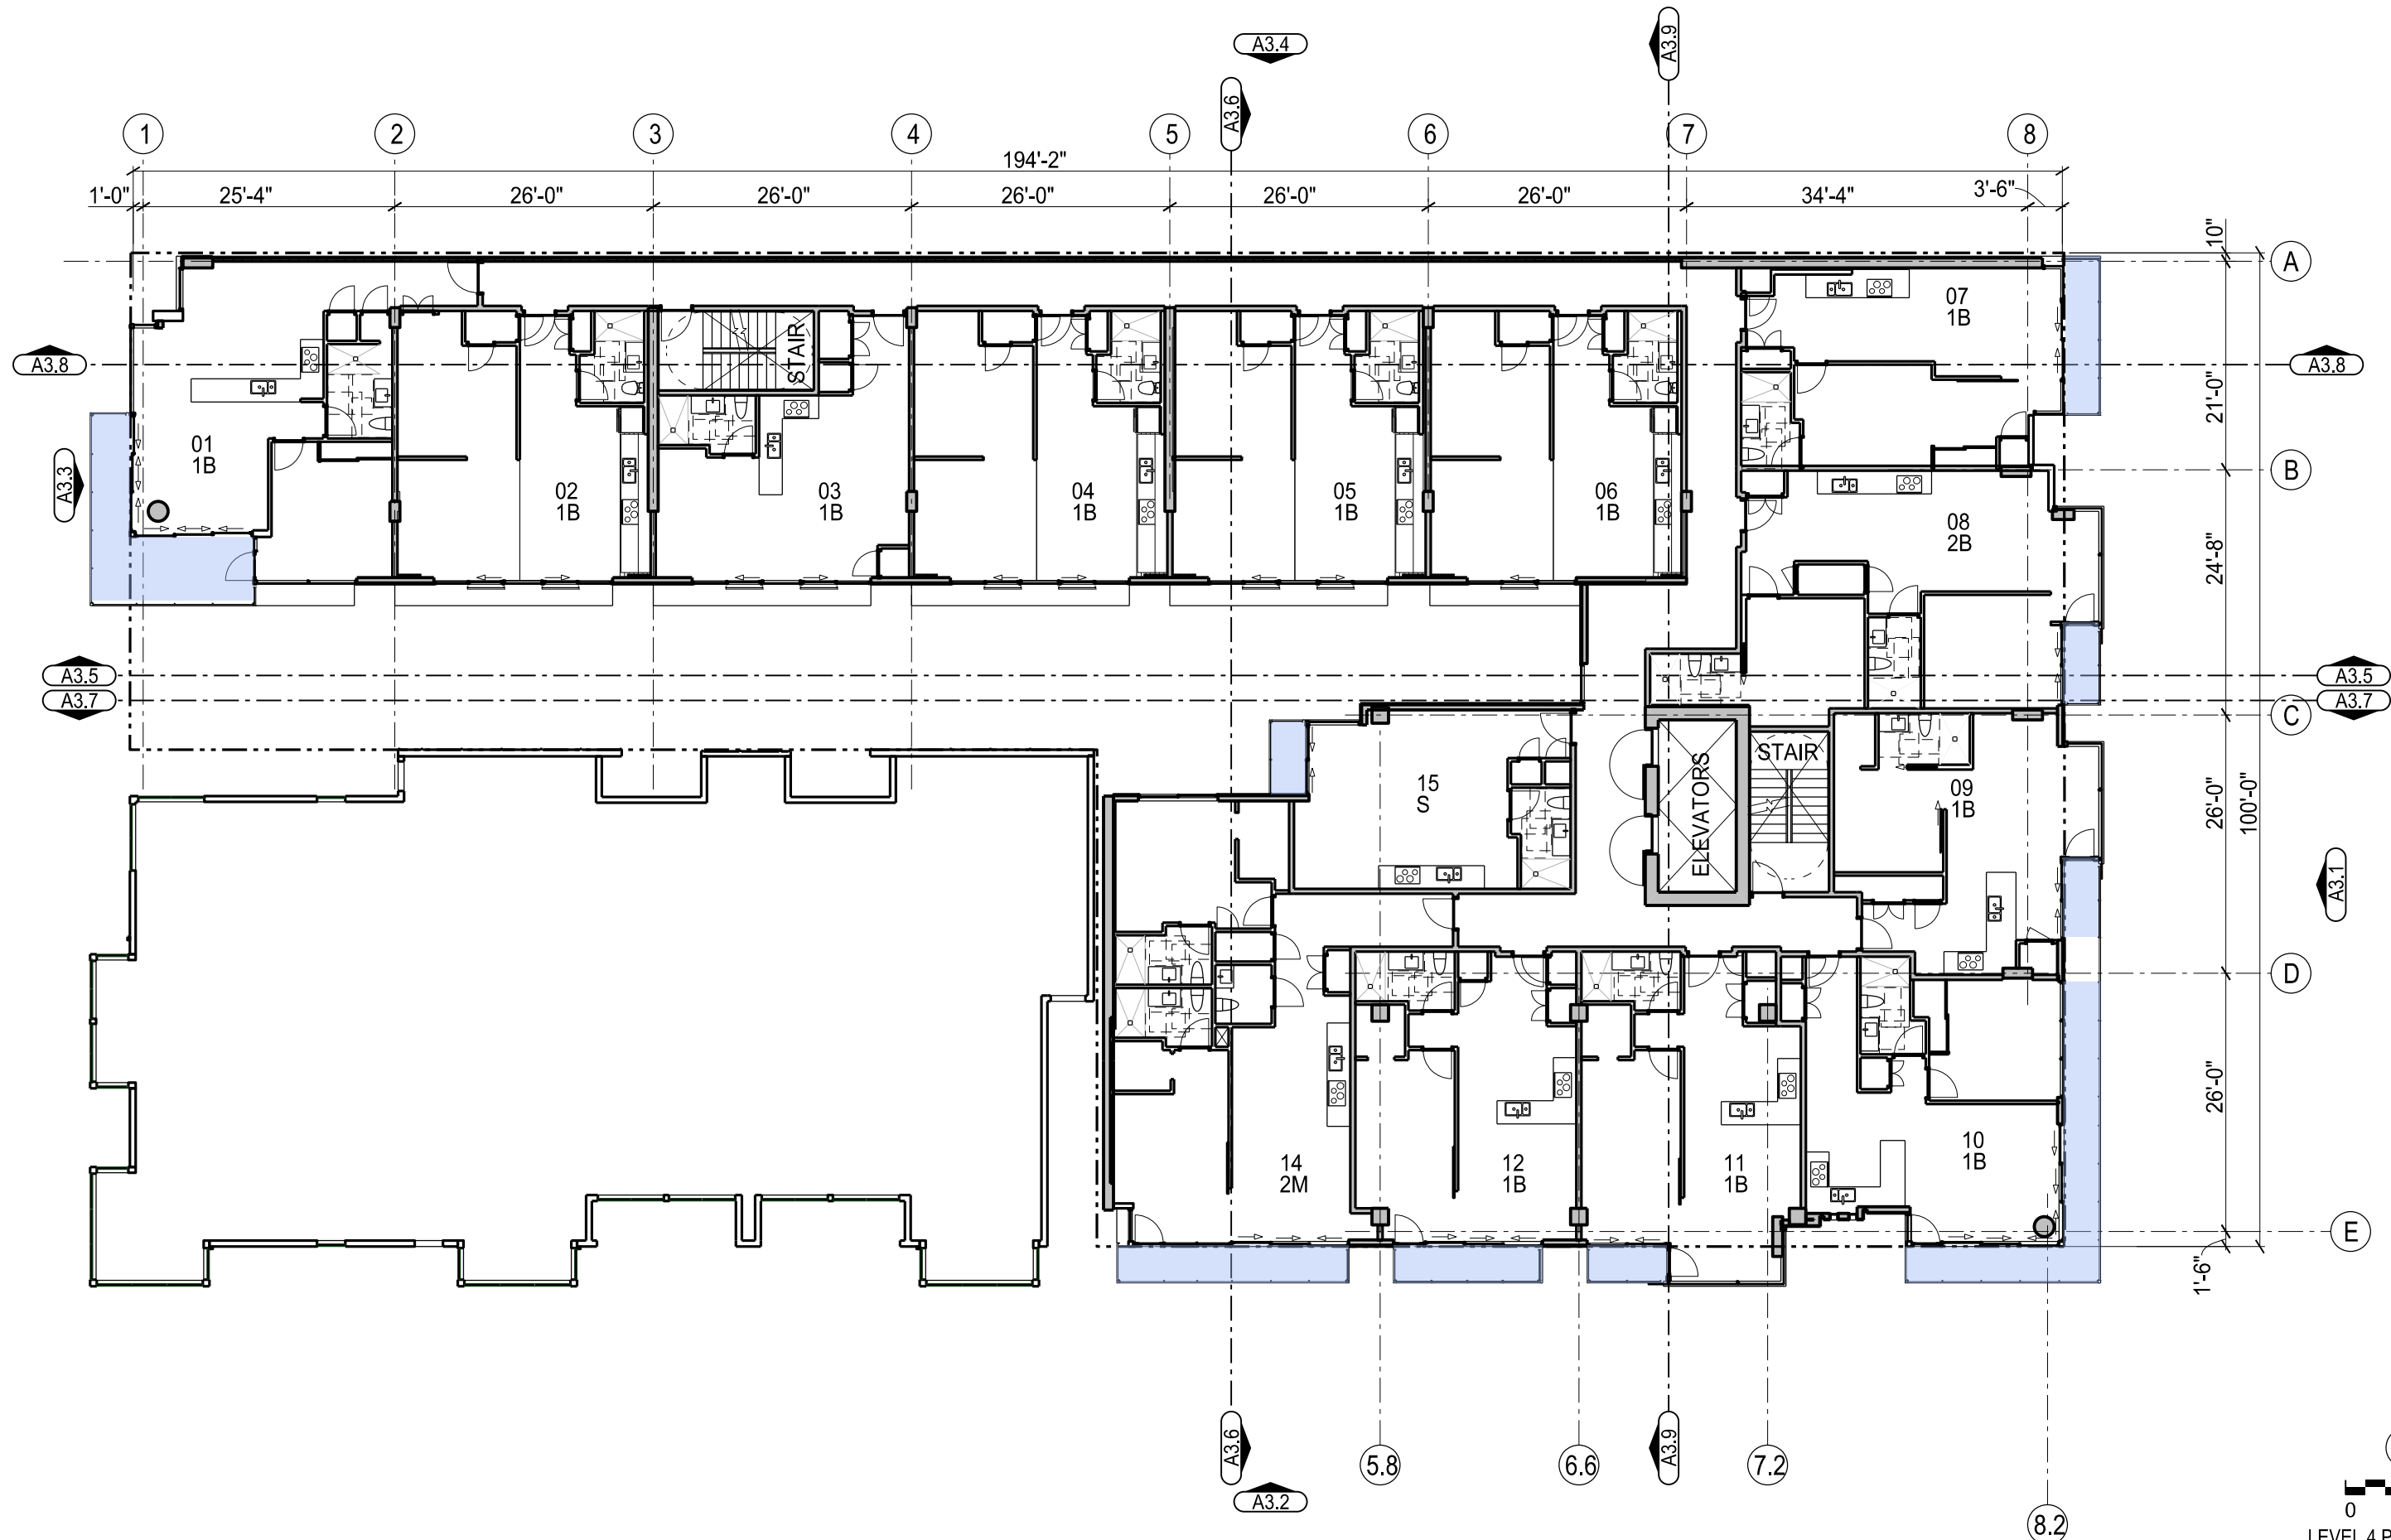 A3.4
A3.9
A3.6
1
2
3
4
5
6
7
8
194'-2"
1'-0"
25'-4"
26'-0"
26'-0"
26'-0"
26'-0"
26'-0"
34'-4"
3'-6"
10"
A
07
1B
STAIR
A3.8
A3.8
21'-0"
01
1B
A3.3
B
02
1B
03
1B
04
1B
05
1B
06
1B
08
2B
24'-8"
A3.5
A3.5
A3.7
A3.7
C
STAIR
15
S
ELEVATORS
09
1B
26'-0"
100'-0"
A3.1
D
26'-0"
14
2M
12
1B
11
1B
10
1B
E
1'-6"
A3.6
5.8
6.6
A3.9
7.2
A3.2
8.2
0
LEVEL 4 P